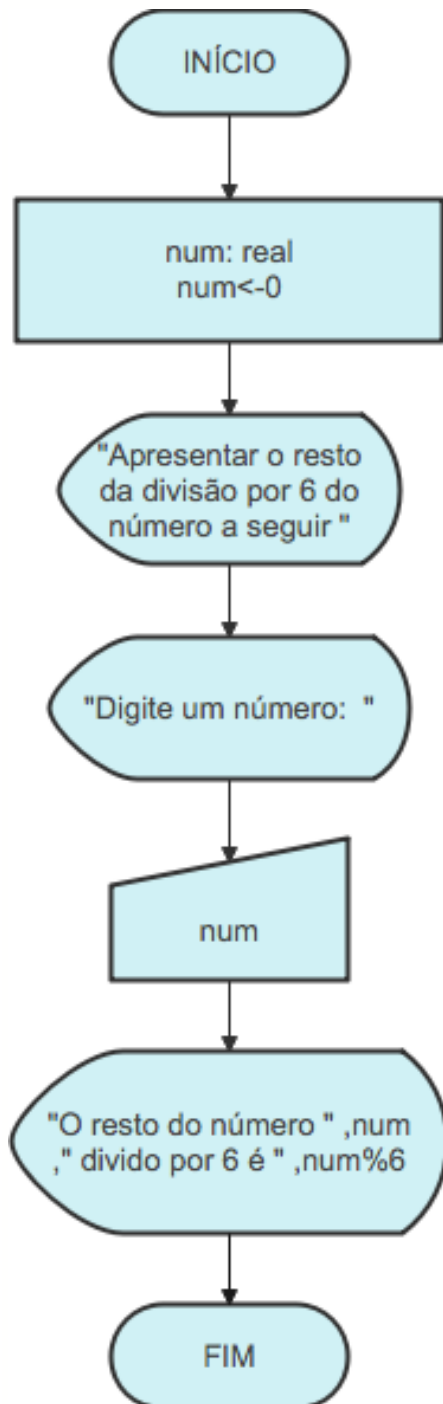 INÍCIO
num: real
num<-0
"Apresentar o resto
da divisão por 6 do
número a seguir "
"Digite um número:  "
num
"O resto do número " ,num
," divido por 6 é " ,num%6
FIM